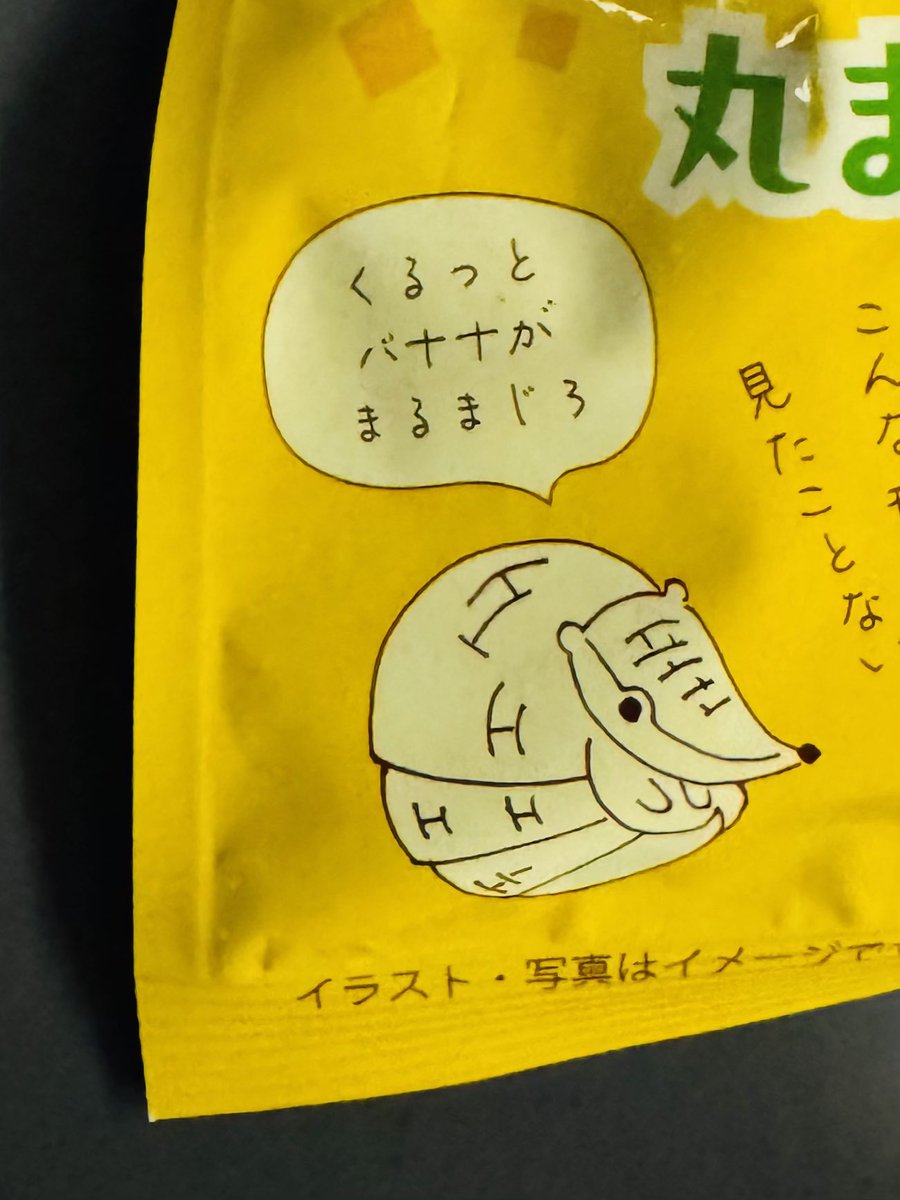 丸ま
くるっと
バナナが
まるまじろ
こんな
見たことない
イラスト・写真はイメージで